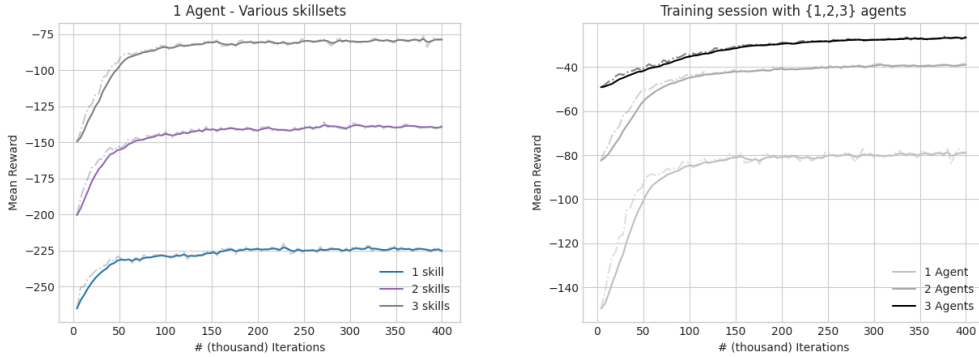 1 Agent - Various skillsets
Mean Reward
−75
−100
−125
−150
−175
−200
−225
−250
0
50
100
150
200
250
300
350
400
# (thousand) Iterations
1 skill
2 skills
3 skills
Training session with {1,2,3} agents
Mean Reward
−40
−60
−80
−100
−120
−140
0
50
100
150
200
250
300
350
400
# (thousand) Iterations
1 Agent
2 Agents
3 Agents